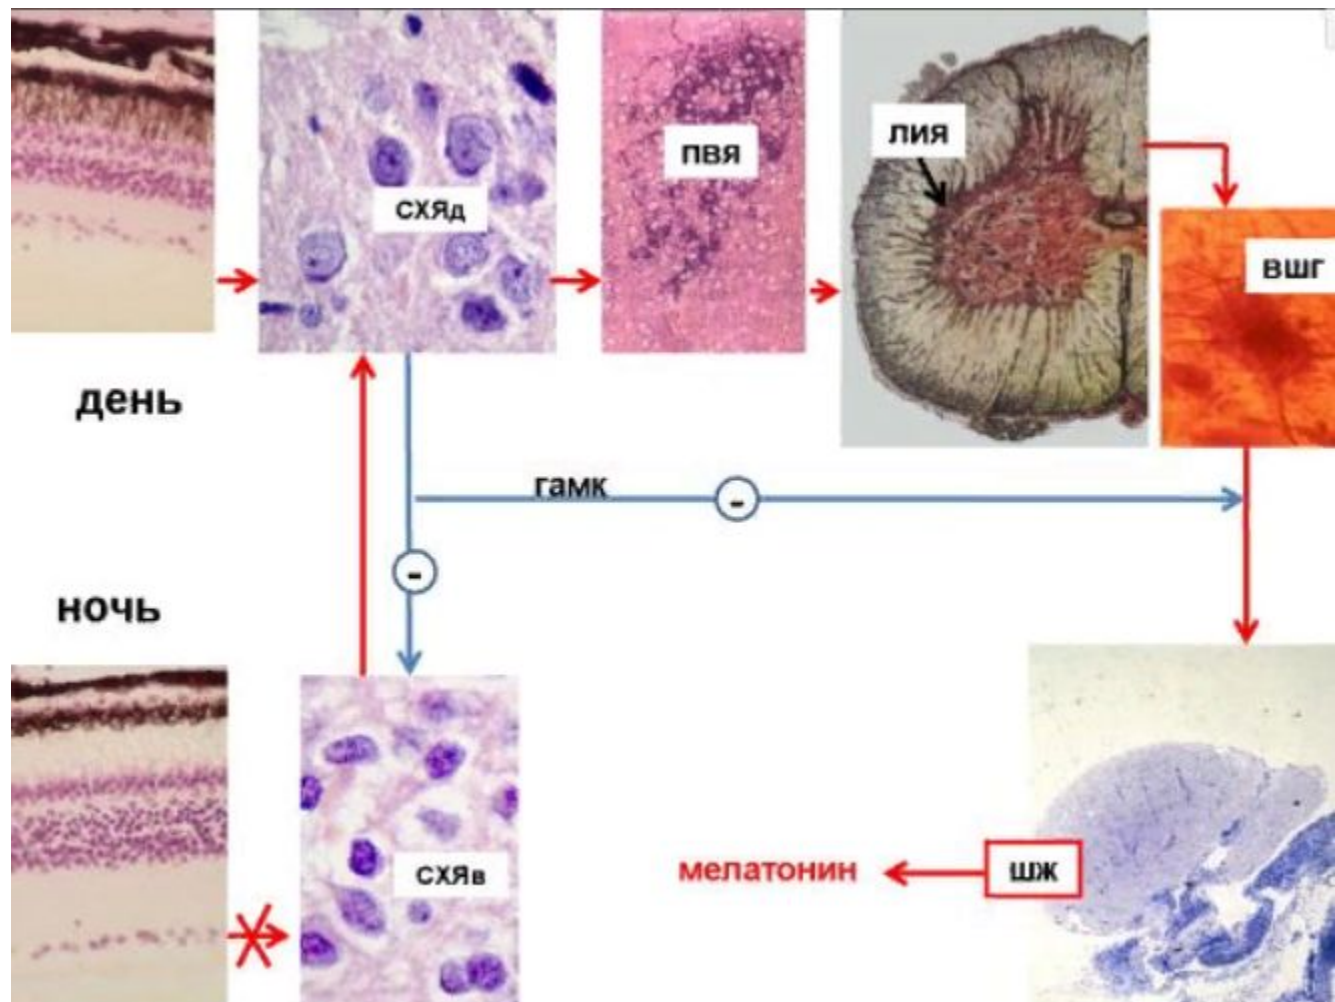 ЛИЯ
ПВЯ
СХЯд
ВШГ
день
гамк
-
-
ночь
мелатонин
ШЖ
СХЯв